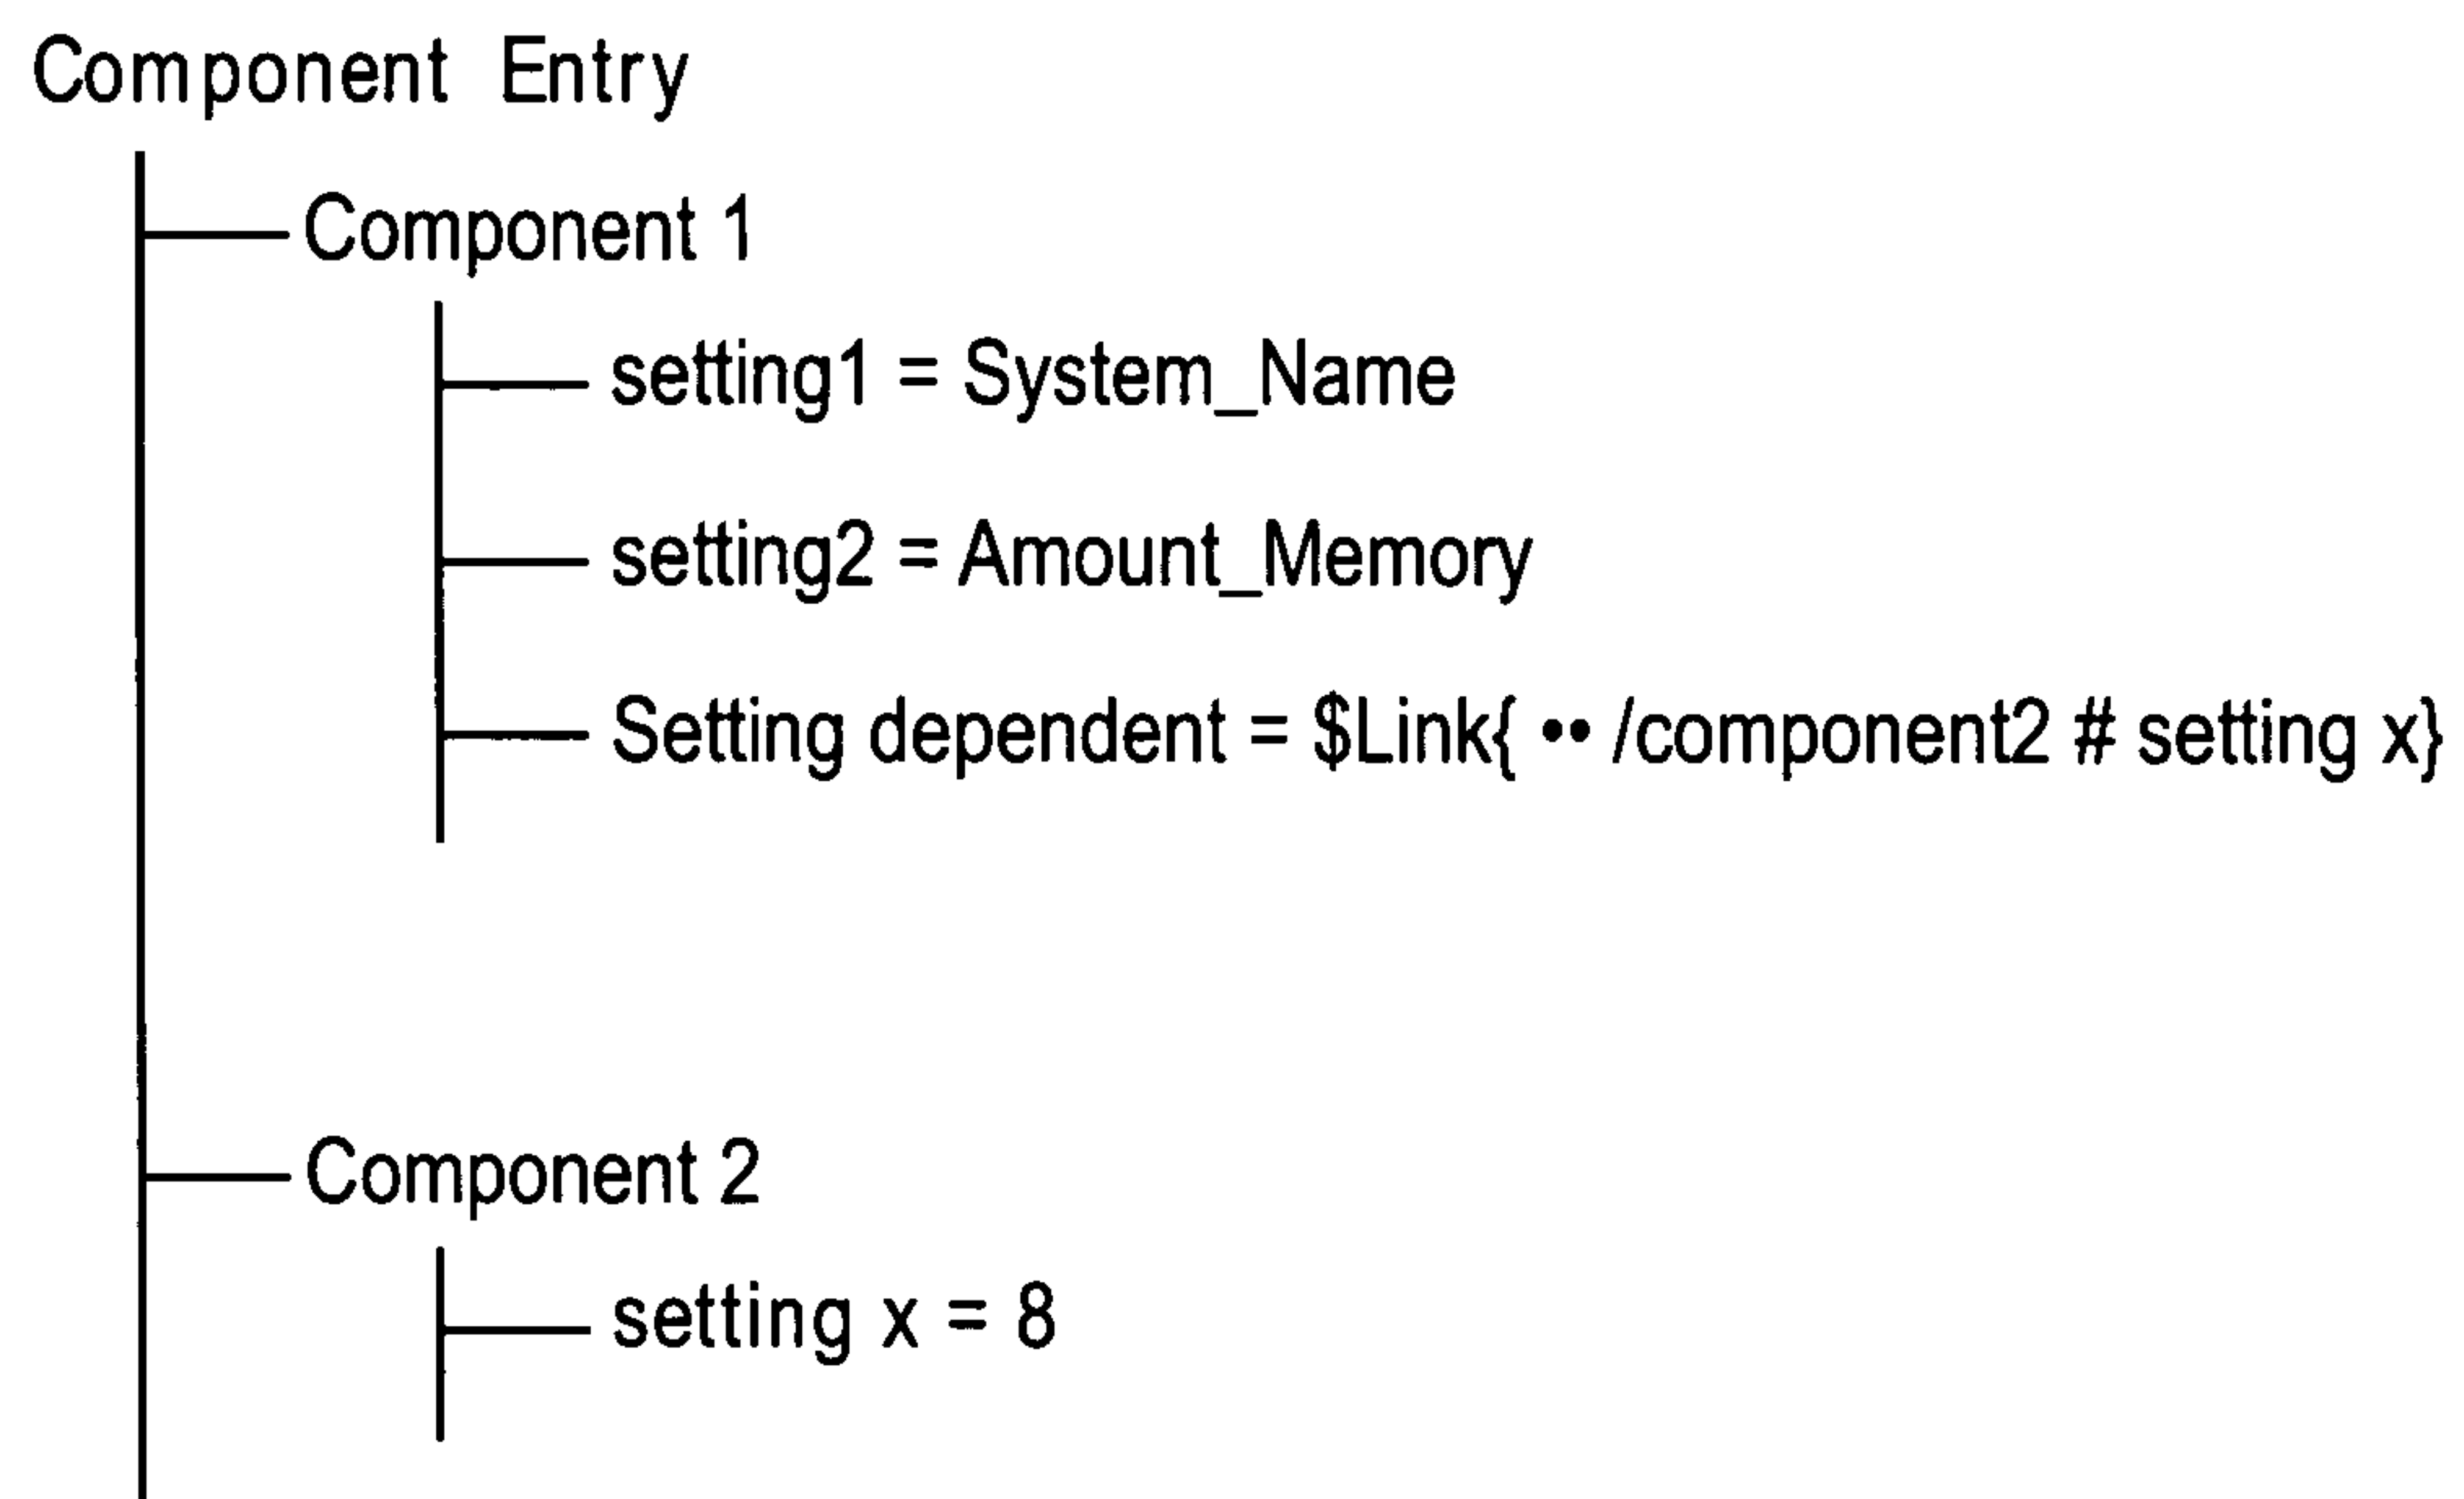 Component Entry
Component 1
setting1 = System_Name
setting2 = Amount_Memory
Setting dependent = $Link{ •• /component2 # setting x}
Component 2
setting x = 8